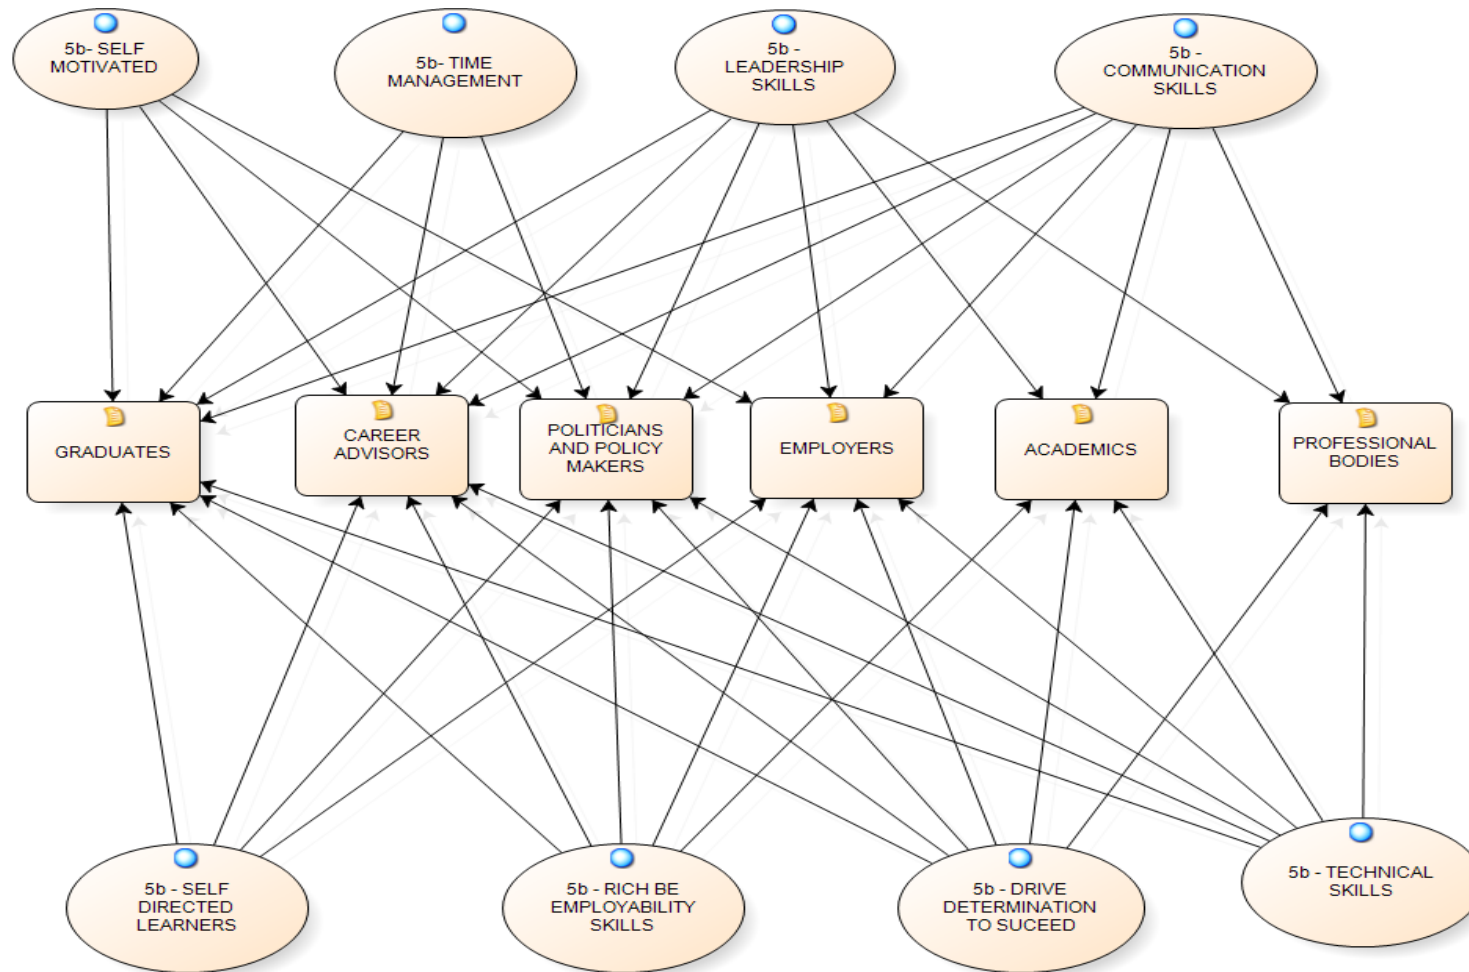 5b- SELF
MOTIVATED
5b- TIME
MANAGEMENT
5b -
LEADERSHIP
SKILLS
5b -
COMMUNICATION
SKILLS
GRADUATES
CAREER
ADVISORS
POLITICIANS
AND POLICY
MAKERS
EMPLOYERS
ACADEMICS
PROFESSIONAL
BODIES
5b - SELF
DIRECTED
LEARNERS
5b - RICH BE
EMPLOYABILITY
SKILLS
5b - DRIVE
DETERMINATION
TO SUCEED
5b - TECHNICAL
SKILLS